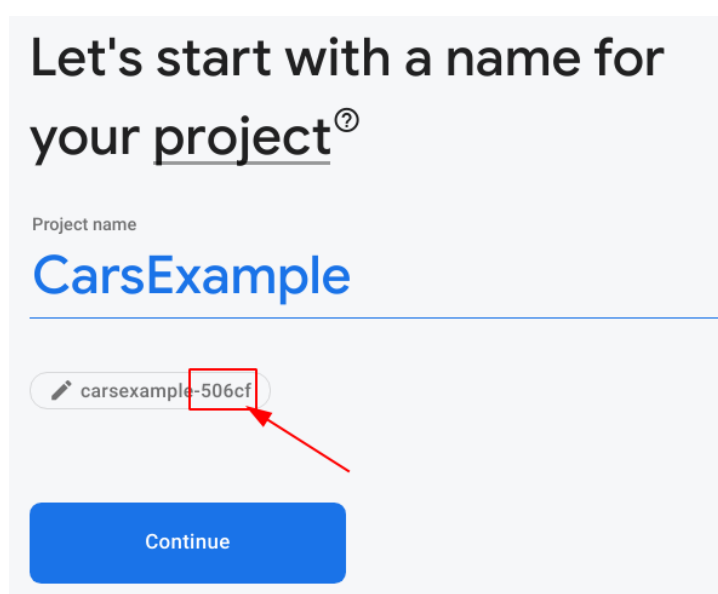 Let's start with a name for
your project
Project name
CarsExample
carsexample-506cf
Continue